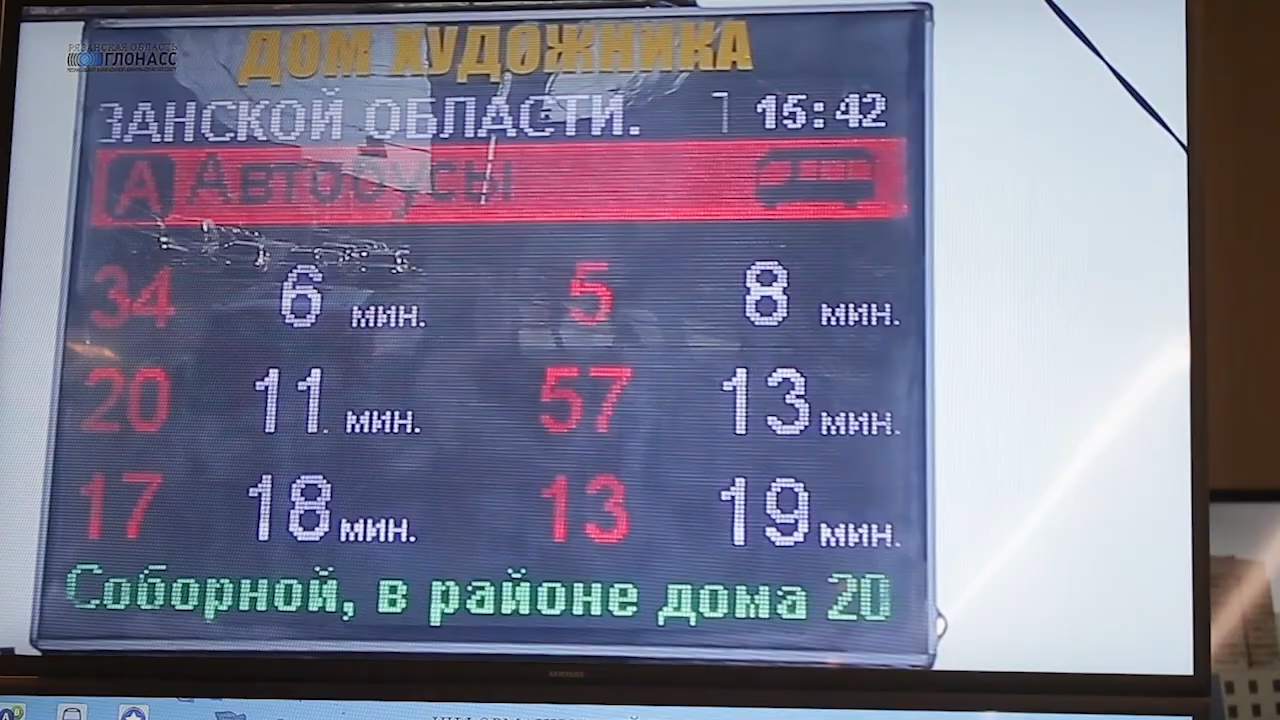 РЯЗАНСКАЯ ОБЛАСТЬ
ГЛОНАСС
ДОМ ХУДОЖНИКА
ЗАНСКОЙ ОБЛАСТИ. 15:42
А Автобусы
34 6 мин. 5 8 мин.
20 11 мин. 57 13 мин.
17 18 мин. 13 19 мин.
Соборной, в районе дома 20
SAMSUNG